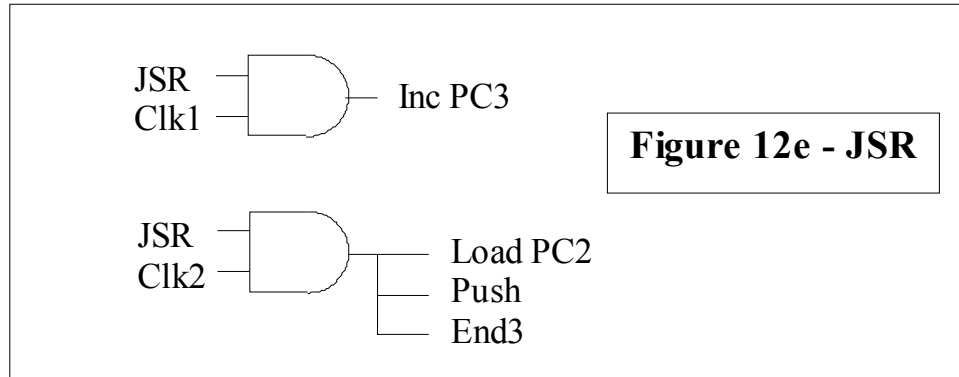 JSR
Clk1
Inc PC3
Figure 12e - JSR
JSR
Clk2
Load PC2
Push
End3